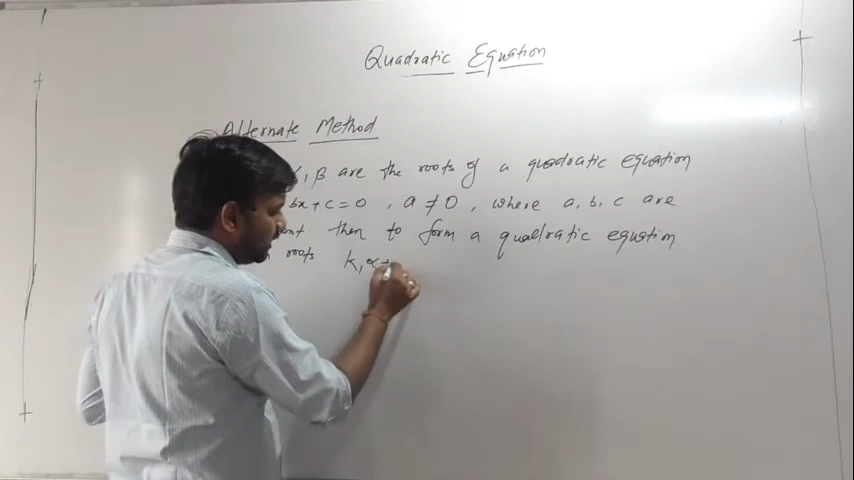 Quadratic Equation
Alternate Method
, β are the roots of a quadratic equation
bx + c = 0 , a ≠ 0 , where a, b, c are
then to form a quadratic equation
roots k, α +